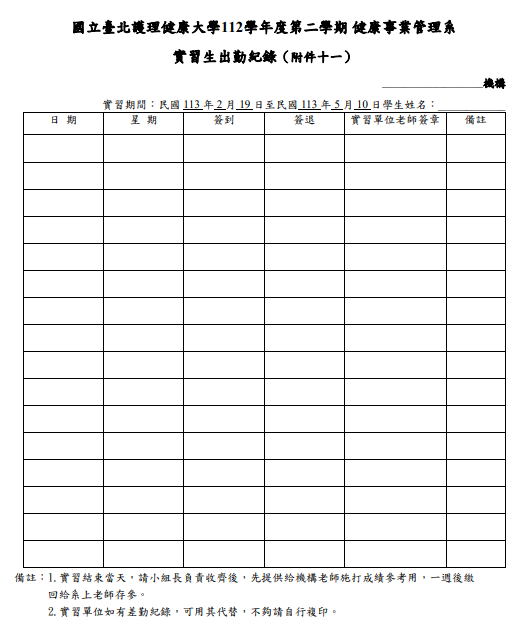 國立臺北護理健康大學112學年度第二學期 健康事業管理系
實習生出勤紀錄（附件十一）
機構
實習期間：民國 113 年 2 月 19 日至民國 113 年 5 月 10 日學生姓名：
日 期 星 期 簽到 簽退 實習單位老師簽章 備註
備註：1. 實習結束當天，請小組長負責收齊後，先提供給機構老師施打成績參考用，一週後繳
回給系上老師存參。
2. 實習單位如有差勤紀錄，可用其代替，不夠請自行複印。